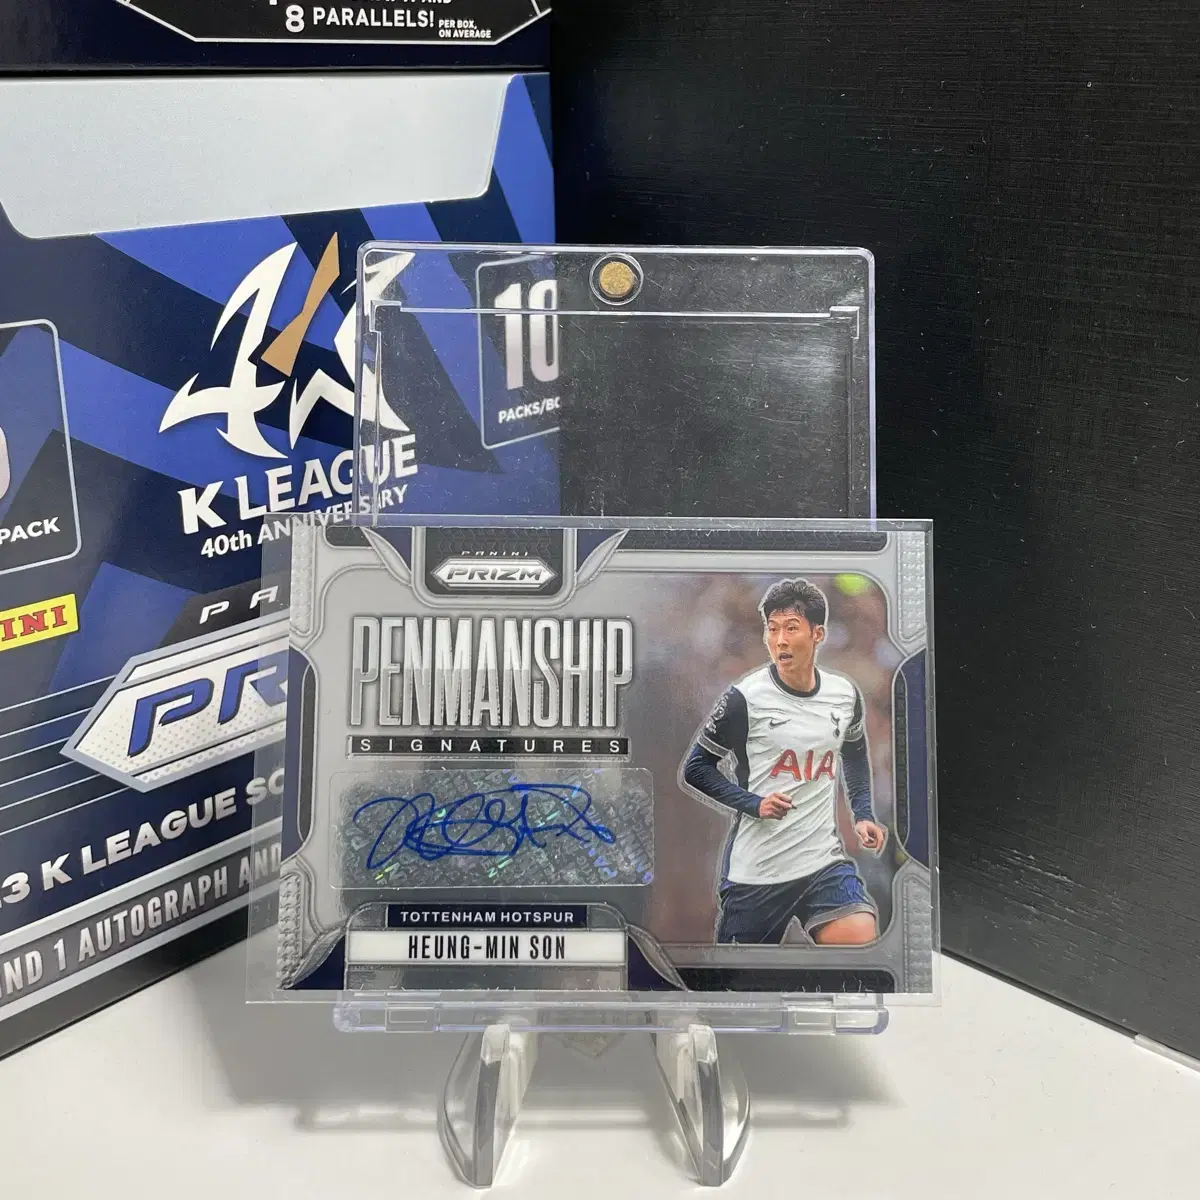 8 PARALLELS! PER BOX,
ON AVERAGE
10
PACKS/BO
K LEAGUE
40th ANNIVERSARY
PACK
INI
PA
PR
3 K LEAGUE SO
ND 1 AUTOGRAPH AND
PANINI
PRIZM
PENMANSHIP
SIGNATURES
TOTTENHAM HOTSPUR
HEUNG-MIN SON
AIA